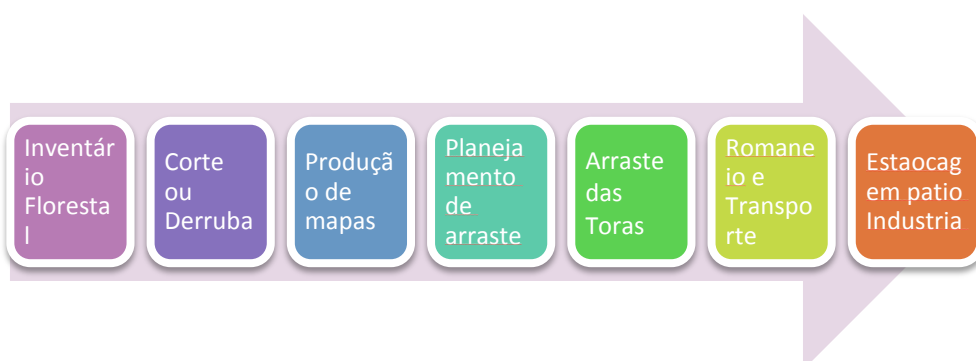 Inventár
io
Floresta
l
Corte
ou
Derruba
Produçã
o de
mapas
Planeja
mento
de
arraste
Arraste
das
Toras
Romane
io e
Transpo
rte
Estaocag
em patio
Industria